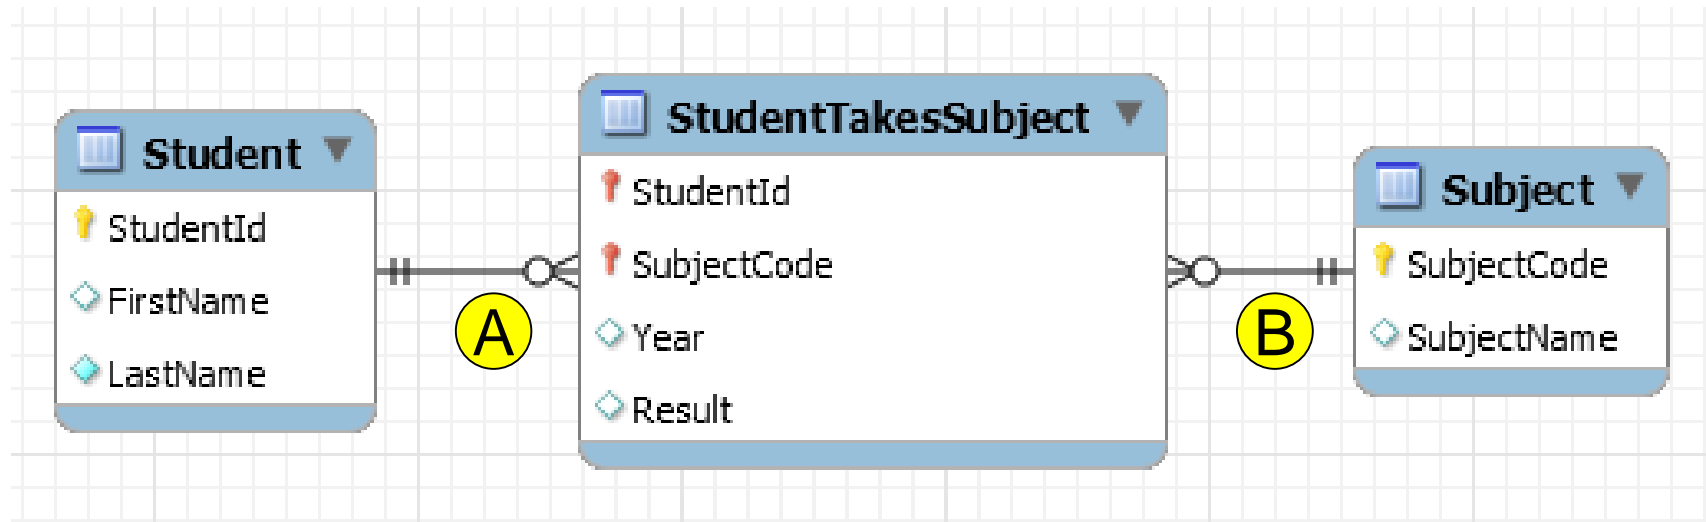 Student
StudentId
FirstName
LastName
A
StudentTakesSubject
StudentId
SubjectCode
Year
Result
B
Subject
SubjectCode
SubjectName